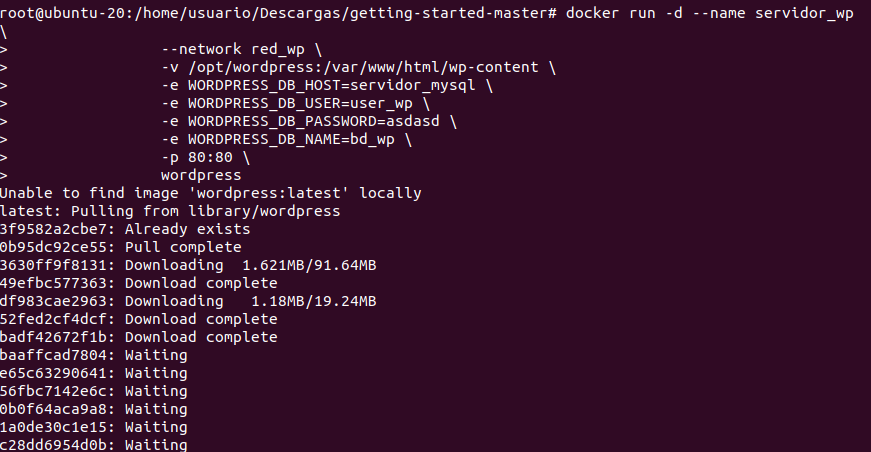 root@ubuntu-20:/home/usuario/Descargas/getting-started-master# docker run -d --name servidor_wp
\
>                 --network red_wp \
>                 -v /opt/wordpress:/var/www/html/wp-content \
>                 -e WORDPRESS_DB_HOST=servidor_mysql \
>                 -e WORDPRESS_DB_USER=user_wp \
>                 -e WORDPRESS_DB_PASSWORD=asdasd \
>                 -e WORDPRESS_DB_NAME=bd_wp \
>                 -p 80:80 \
>                 wordpress
Unable to find image 'wordpress:latest' locally
latest: Pulling from library/wordpress
3f9582a2cbe7: Already exists
0b95dc92ce55: Pull complete
3630ff9f8131: Downloading  1.621MB/91.64MB
49efbc577363: Download complete
df983cae2963: Downloading   1.18MB/19.24MB
52fed2cf4dcf: Download complete
badf42672f1b: Download complete
baaffcad7804: Waiting
e65c63290641: Waiting
56fbc7142e6c: Waiting
0b0f64aca9a8: Waiting
1a0de30c1e15: Waiting
c28dd6954d0b: Waiting